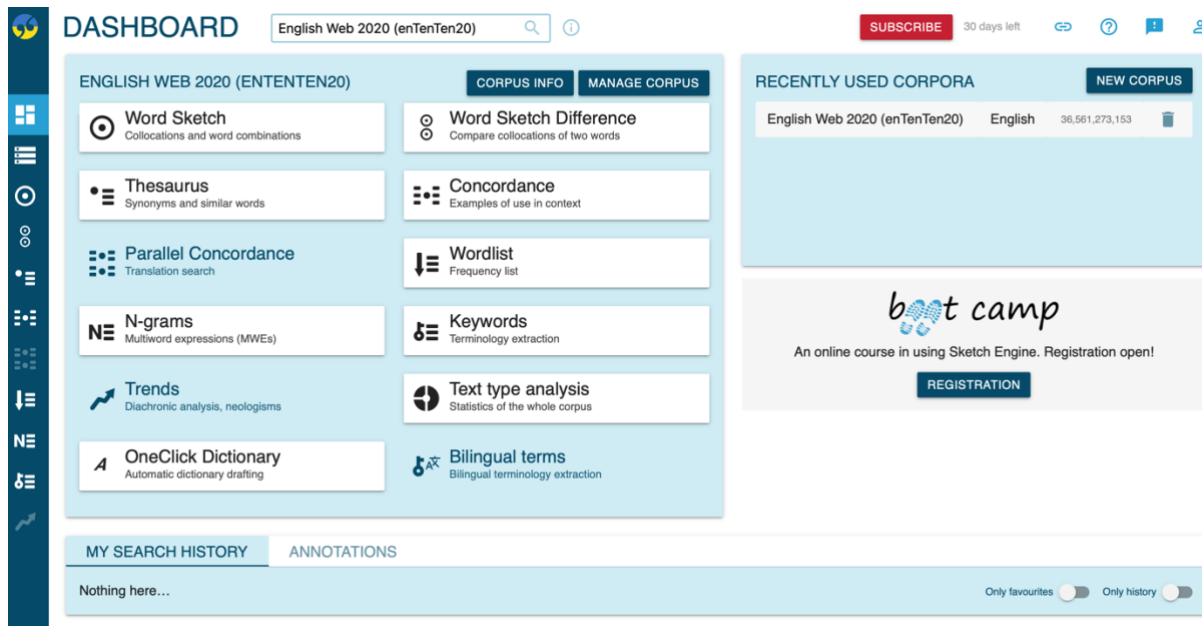 DASHBOARD
English Web 2020 (enTenTen20)
SUBSCRIBE
30 days left
ENGLISH WEB 2020 (ENTENTEN20)
CORPUS INFO
MANAGE CORPUS
Word Sketch
Collocations and word combinations
Word Sketch Difference
Compare collocations of two words
Thesaurus
Synonyms and similar words
Concordance
Examples of use in context
Parallel Concordance
Translation search
Wordlist
Frequency list
N-grams
Multiword expressions (MWEs)
Keywords
Terminology extraction
Trends
Diachronic analysis, neologisms
Text type analysis
Statistics of the whole corpus
OneClick Dictionary
Automatic dictionary drafting
Bilingual terms
Bilingual terminology extraction
RECENTLY USED CORPORA
NEW CORPUS
English Web 2020 (enTenTen20) English 36,561,273,153
boot camp
An online course in using Sketch Engine. Registration open!
REGISTRATION
MY SEARCH HISTORY
ANNOTATIONS
Nothing here…
Only favourites
Only history